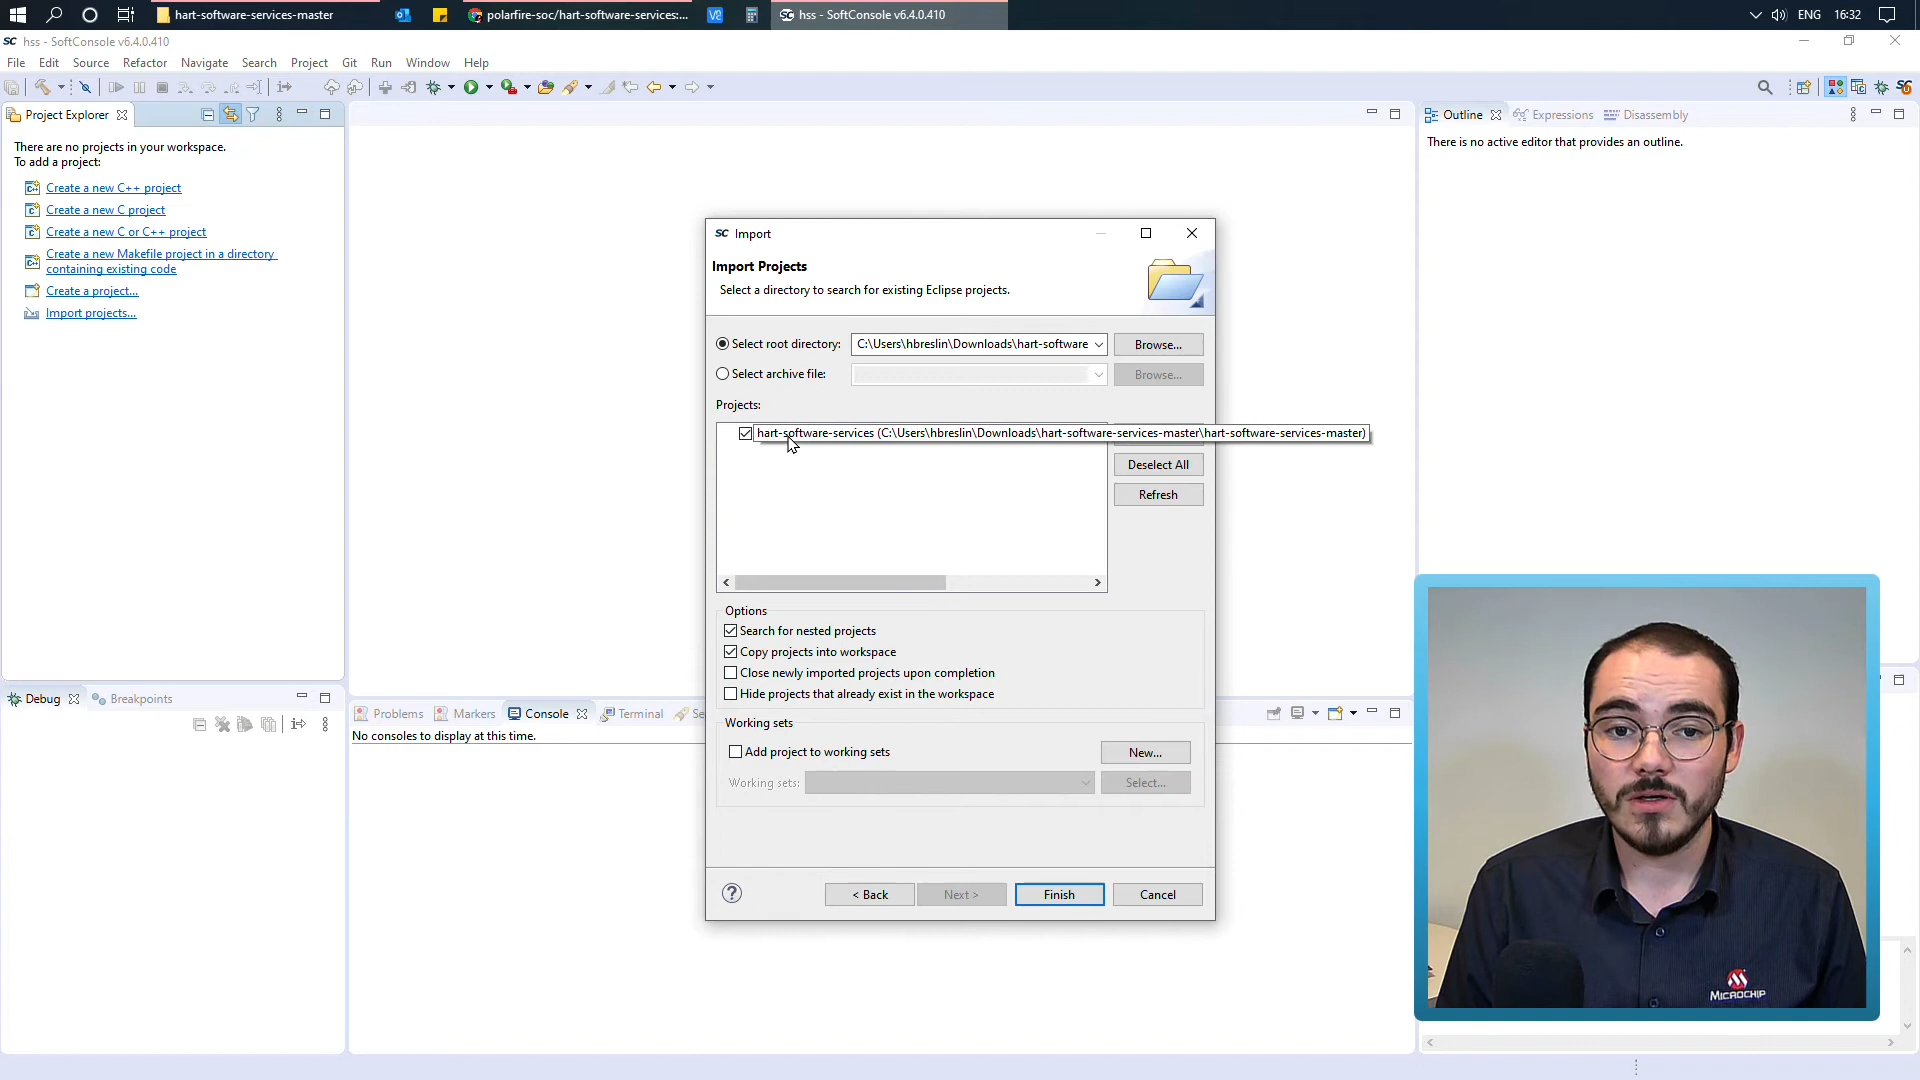 hart-software-services-master
polarfire-soc/hart-software-services:...
hss - SoftConsole v6.4.0.410
ENG
16:32
SC hss - SoftConsole v6.4.0.410
File Edit Source Refactor Navigate Search Project Git Run Window Help
Project Explorer
There are no projects in your workspace.
To add a project:
Create a new C++ project
Create a new C project
Create a new C or C++ project
Create a new Makefile project in a directory
containing existing code
Create a project...
Import projects...
Outline Expressions Disassembly
There is no active editor that provides an outline.
SC Import
Import Projects
Select a directory to search for existing Eclipse projects.
Select root directory: C:\Users\hbreslin\Downloads\hart-software Browse...
Select archive file: Browse...
Projects:
hart-software-services (C:\Users\hbreslin\Downloads\hart-software-services-master\hart-software-services-master)
Deselect All
Refresh
Options
Search for nested projects
Copy projects into workspace
Close newly imported projects upon completion
Hide projects that already exist in the workspace
Working sets
Add project to working sets New...
Working sets: Select...
? < Back Next > Finish Cancel
Debug Breakpoints
Problems Markers Console Terminal Se
No consoles to display at this time.
MICROCHIP